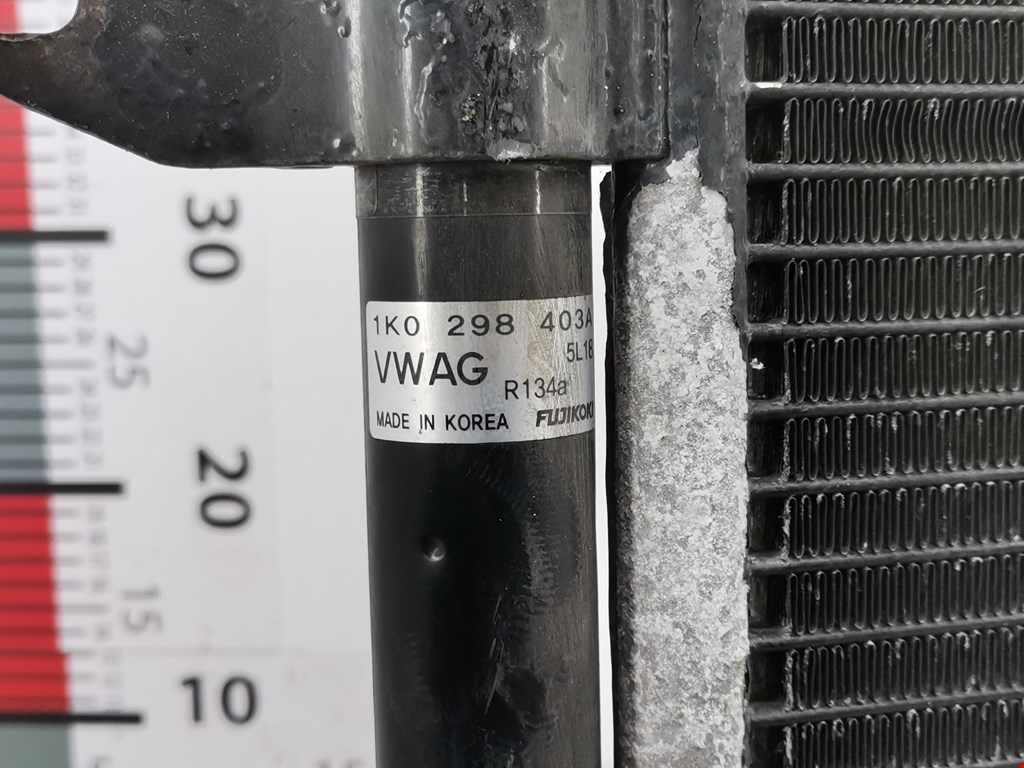 1K0 298 403A
5L18
VWAG
R134a
MADE IN KOREA FUJIKOKI
30
25
20
15
10